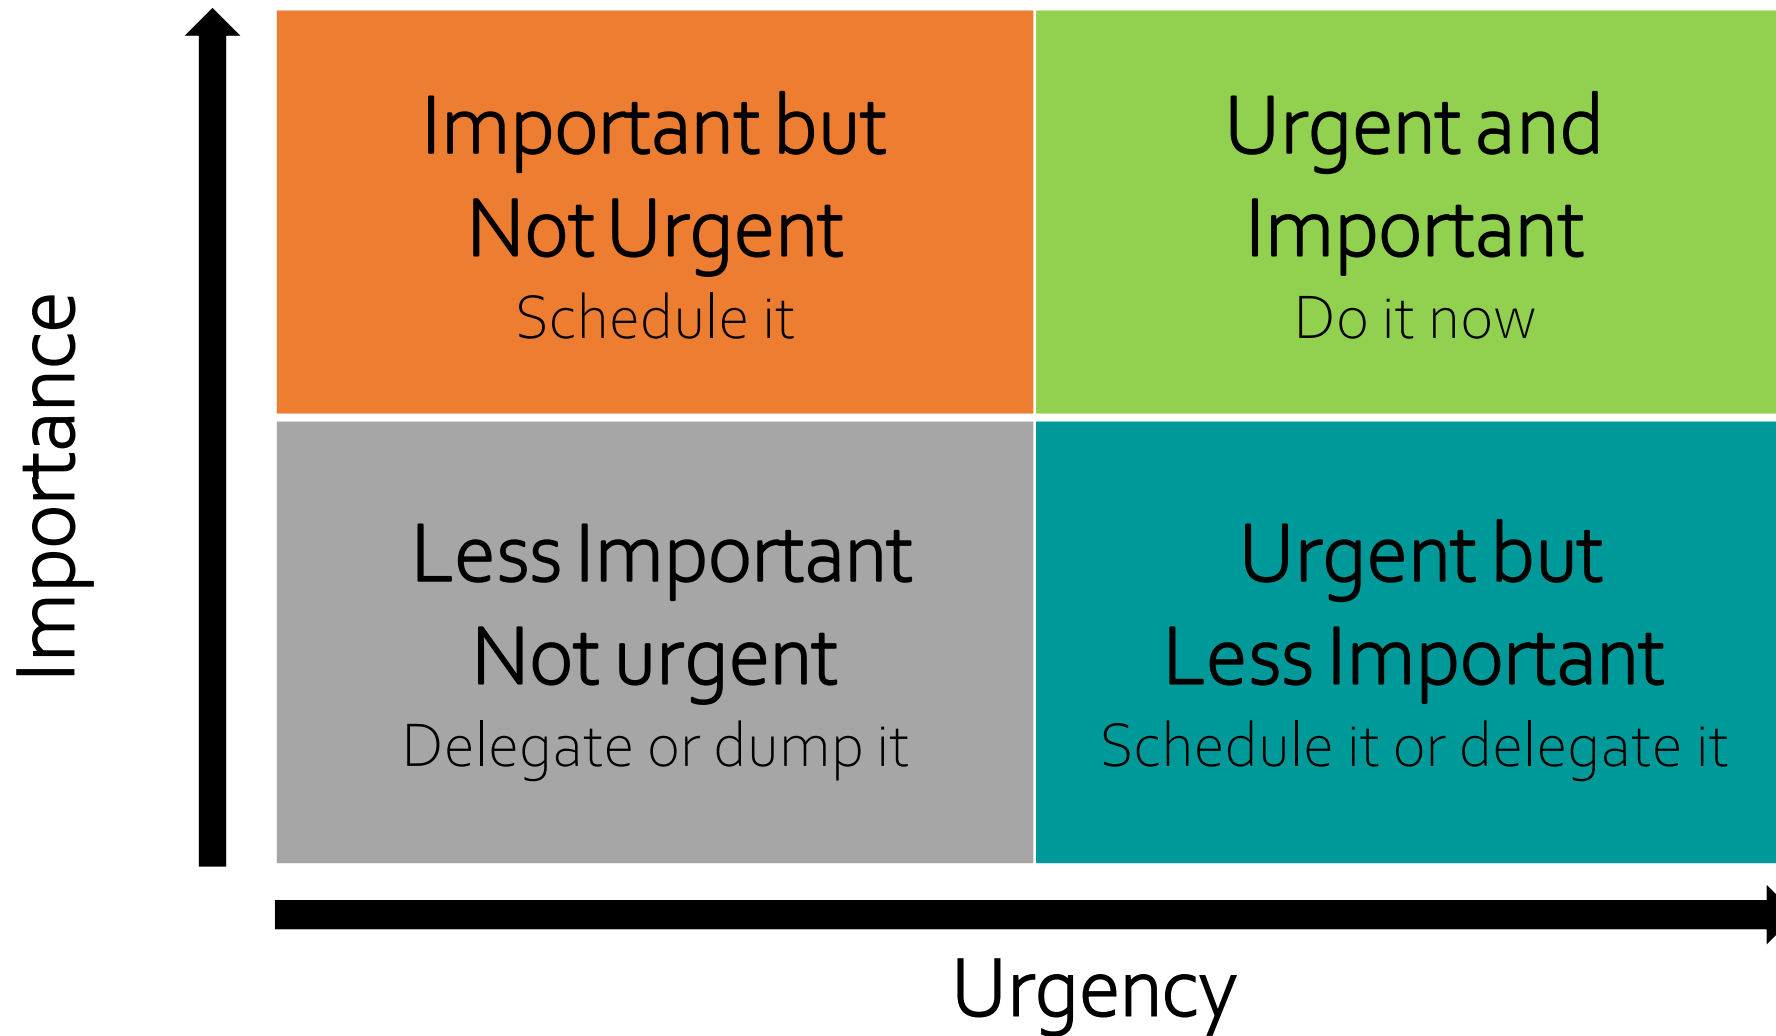 Importance
Important but
Not Urgent
Schedule it
Urgent and
Important
Do it now
Less Important
Not urgent
Delegate or dump it
Urgent but
Less Important
Schedule it or delegate it
Urgency